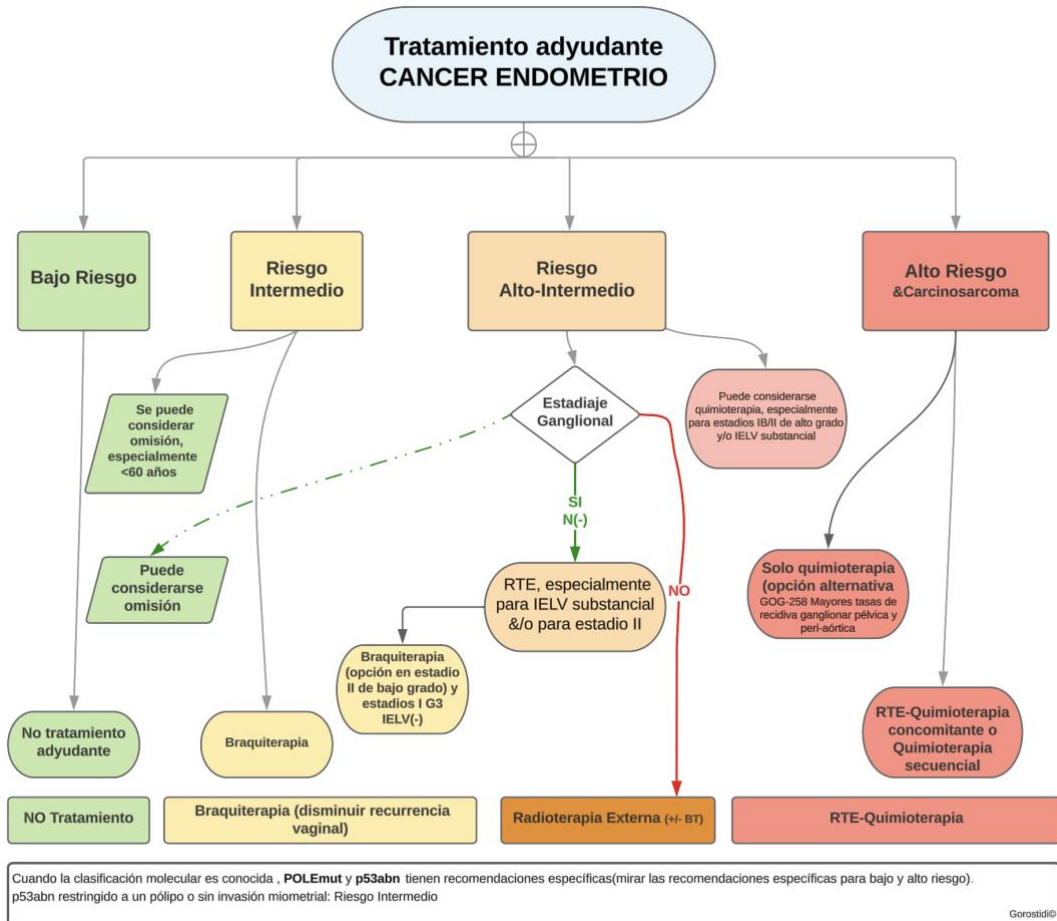 Tratamiento adyudante
CANCER ENDOMETRIO
Bajo Riesgo
Riesgo
Intermedio
Riesgo
Alto-Intermedio
Alto Riesgo
&Carcinosarcoma
Se puede
considerar
omisión,
especialmente
<60 años
Estadiaje
Ganglional
Puede considerarse
quimioterapia, especialmente
para estadios IB/II de alto grado
y/o IELV substancial
SI
N(-)
NO
Puede
considerarse
omisión
RTE, especialmente
para IELV substancial
&/o para estadio II
Solo quimioterapia
(opción alternativa
GOG-258 Mayores tasas de
recidiva ganglionar pélvica y
peri-aórtica
Braquiterapia
(opción en estadio
II de bajo grado) y
estadios I G3
IELV(-)
No tratamiento
adyudante
Braquiterapia
RTE-Quimioterapia
concomitante o
Quimioterapia
secuencial
NO Tratamiento
Braquiterapia (disminuir recurrencia
vaginal)
Radioterapia Externa (+/- BT)
RTE-Quimioterapia
Cuando la clasificación molecular es conocida , POLEmut y p53abn tienen recomendaciones específicas(mirar las recomendaciones específicas para bajo y alto riesgo).
p53abn restringido a un pólipo o sin invasión miometrial: Riesgo Intermedio
Gorostidi©